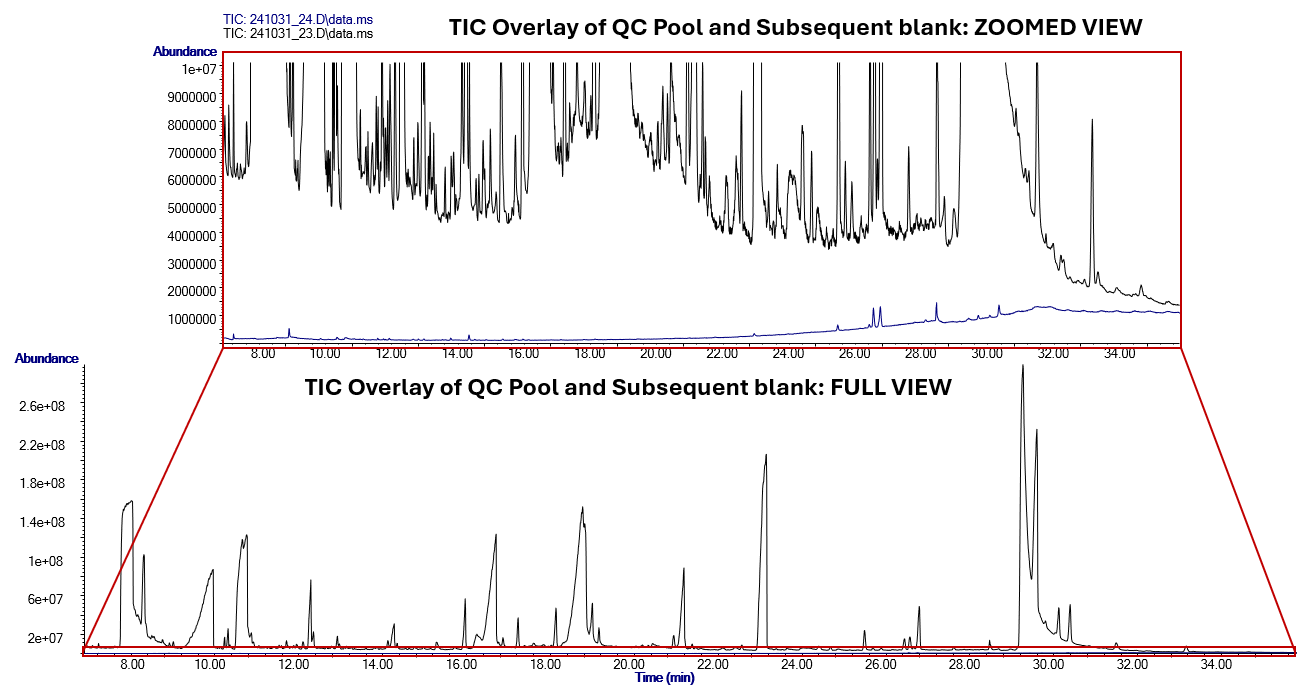 TIC: 241031_24.D\data.ms
TIC: 241031_23.D\data.ms
TIC Overlay of QC Pool and Subsequent blank: ZOOMED VIEW
Abundance
1e+07
9000000
8000000
7000000
6000000
5000000
4000000
3000000
2000000
1000000
8.00 10.00 12.00 14.00 16.00 18.00 20.00 22.00 24.00 26.00 28.00 30.00 32.00 34.00
Abundance
TIC Overlay of QC Pool and Subsequent blank: FULL VIEW
2.6e+08
2.2e+08
1.8e+08
1.4e+08
1e+08
6e+07
2e+07
8.00 10.00 12.00 14.00 16.00 18.00 20.00 22.00 24.00 26.00 28.00 30.00 32.00 34.00
Time (min)